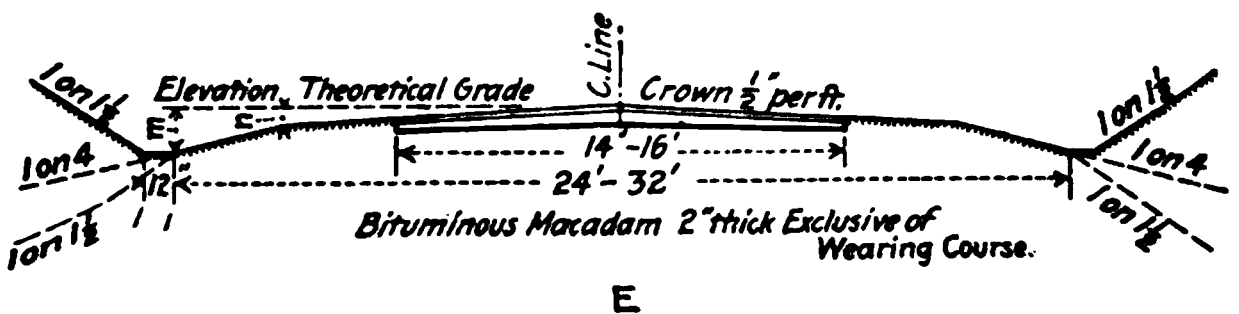 C. Line
Elevation, Theoretical Grade
Crown ½" per ft.
1 on 1½
1 on 1½
E
n
1 on 4
1 on 4
12"
14'-16'
24'-32'
1 on 1½
1 on 1½
Bituminous Macadam 2" thick Exclusive of
Wearing Course.
E